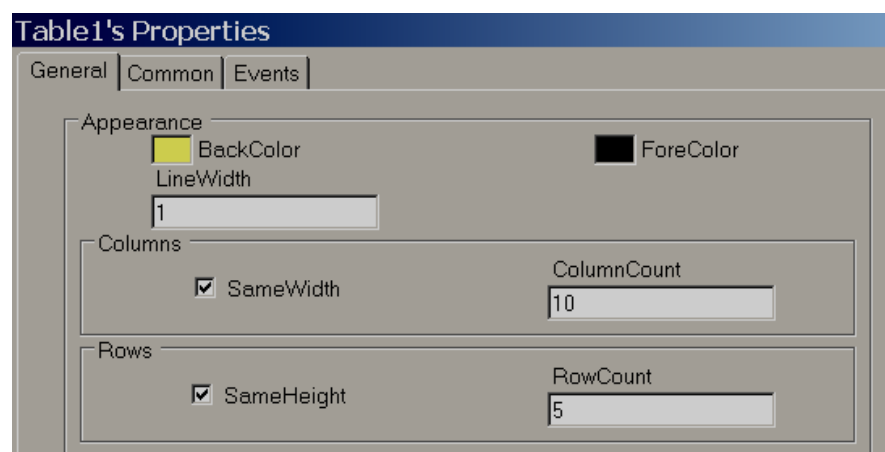 Table1's Properties
General Common Events
Appearance
BackColor ForeColor
LineWidth
1
Columns
SameWidth
ColumnCount
10
Rows
SameHeight
RowCount
5